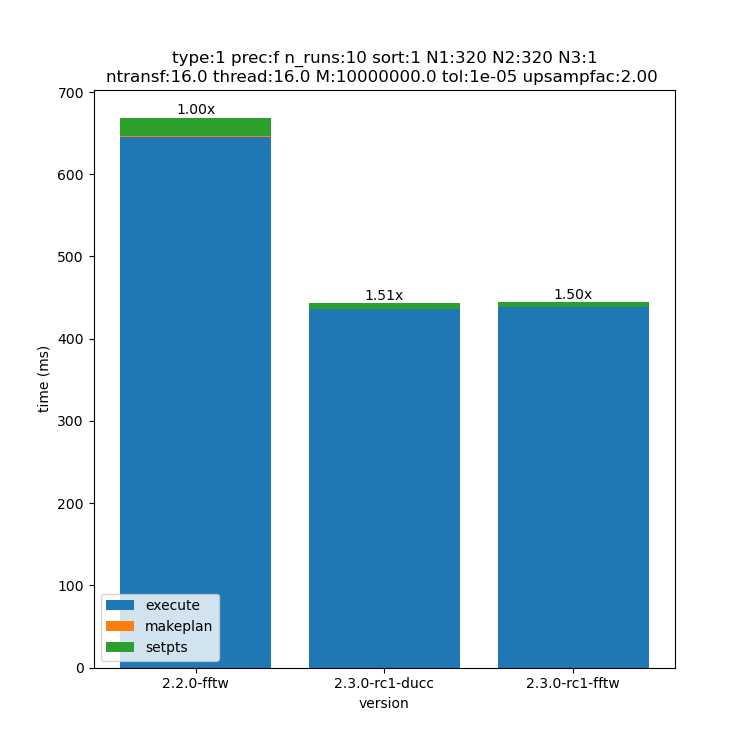 type:1 prec:f n_runs:10 sort:1 N1:320 N2:320 N3:1
ntransf:16.0 thread:16.0 M:10000000.0 tol:1e-05 upsampfac:2.00
700
600
500
400
300
200
100
0
time (ms)
1.00x
1.51x
1.50x
execute
makeplan
setpts
2.2.0-fftw
2.3.0-rc1-ducc
2.3.0-rc1-fftw
version